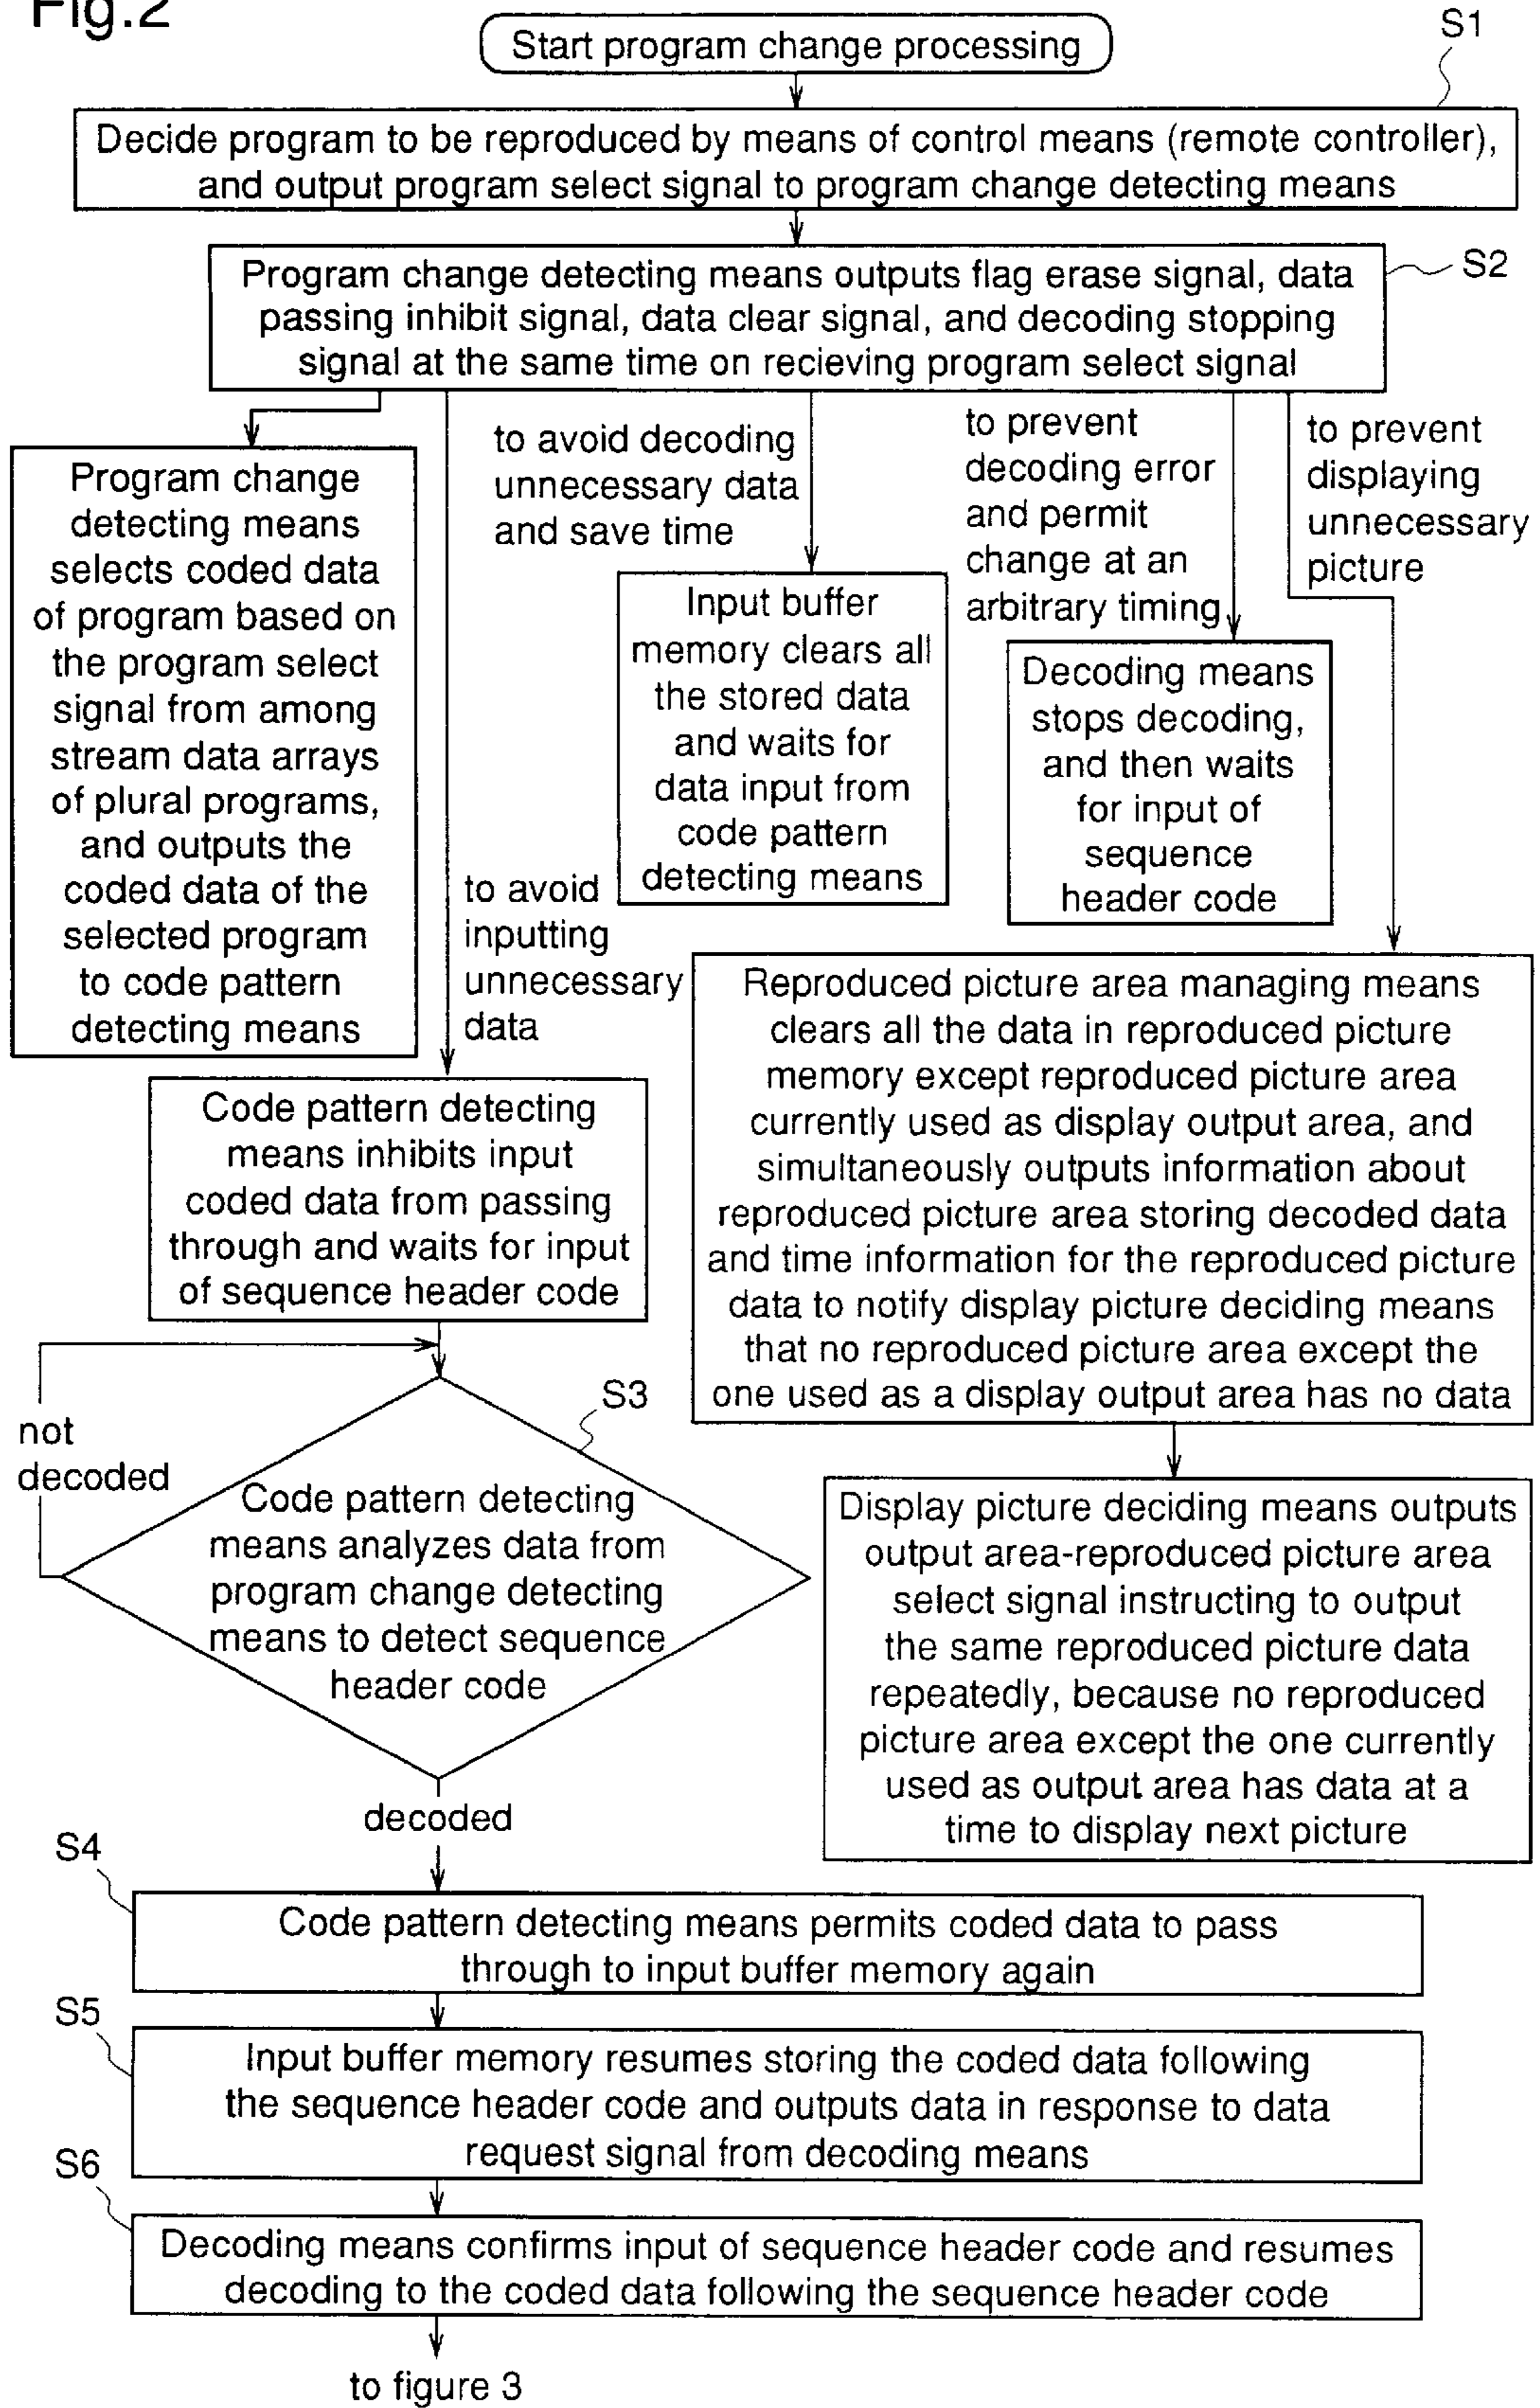 Fig.2
Start program change processing
S1
Decide program to be reproduced by means of control means (remote controller),
and output program select signal to program change detecting means
S2
Program change detecting means outputs flag erase signal, data
passing inhibit signal, data clear signal, and decoding stopping
signal at the same time on recieving program select signal
Program change
detecting means
selects coded data
of program based on
the program select
signal from among
stream data arrays
of plural programs,
and outputs the
coded data of the
selected program
to code pattern
detecting means
to avoid decoding
unnecessary data
and save time
Input buffer
memory clears all
the stored data
and waits for
data input from
code pattern
detecting means
to prevent
decoding error
and permit
change at an
arbitrary timing
Decoding means
stops decoding,
and then waits
for input of
sequence
header code
to prevent
displaying
unnecessary
picture
to avoid
inputting
unnecessary
data
Code pattern detecting
means inhibits input
coded data from passing
through and waits for input
of sequence header code
Reproduced picture area managing means
clears all the data in reproduced picture
memory except reproduced picture area
currently used as display output area, and
simultaneously outputs information about
reproduced picture area storing decoded data
and time information for the reproduced picture
data to notify display picture deciding means
that no reproduced picture area except the
one used as a display output area has no data
not
decoded
S3
Code pattern detecting
means analyzes data from
program change detecting
means to detect sequence
header code
Display picture deciding means outputs
output area-reproduced picture area
select signal instructing to output
the same reproduced picture data
repeatedly, because no reproduced
picture area except the one currently
used as output area has data at a
time to display next picture
decoded
S4
Code pattern detecting means permits coded data to pass
through to input buffer memory again
S5
Input buffer memory resumes storing the coded data following
the sequence header code and outputs data in response to data
request signal from decoding means
S6
Decoding means confirms input of sequence header code and resumes
decoding to the coded data following the sequence header code
to figure 3